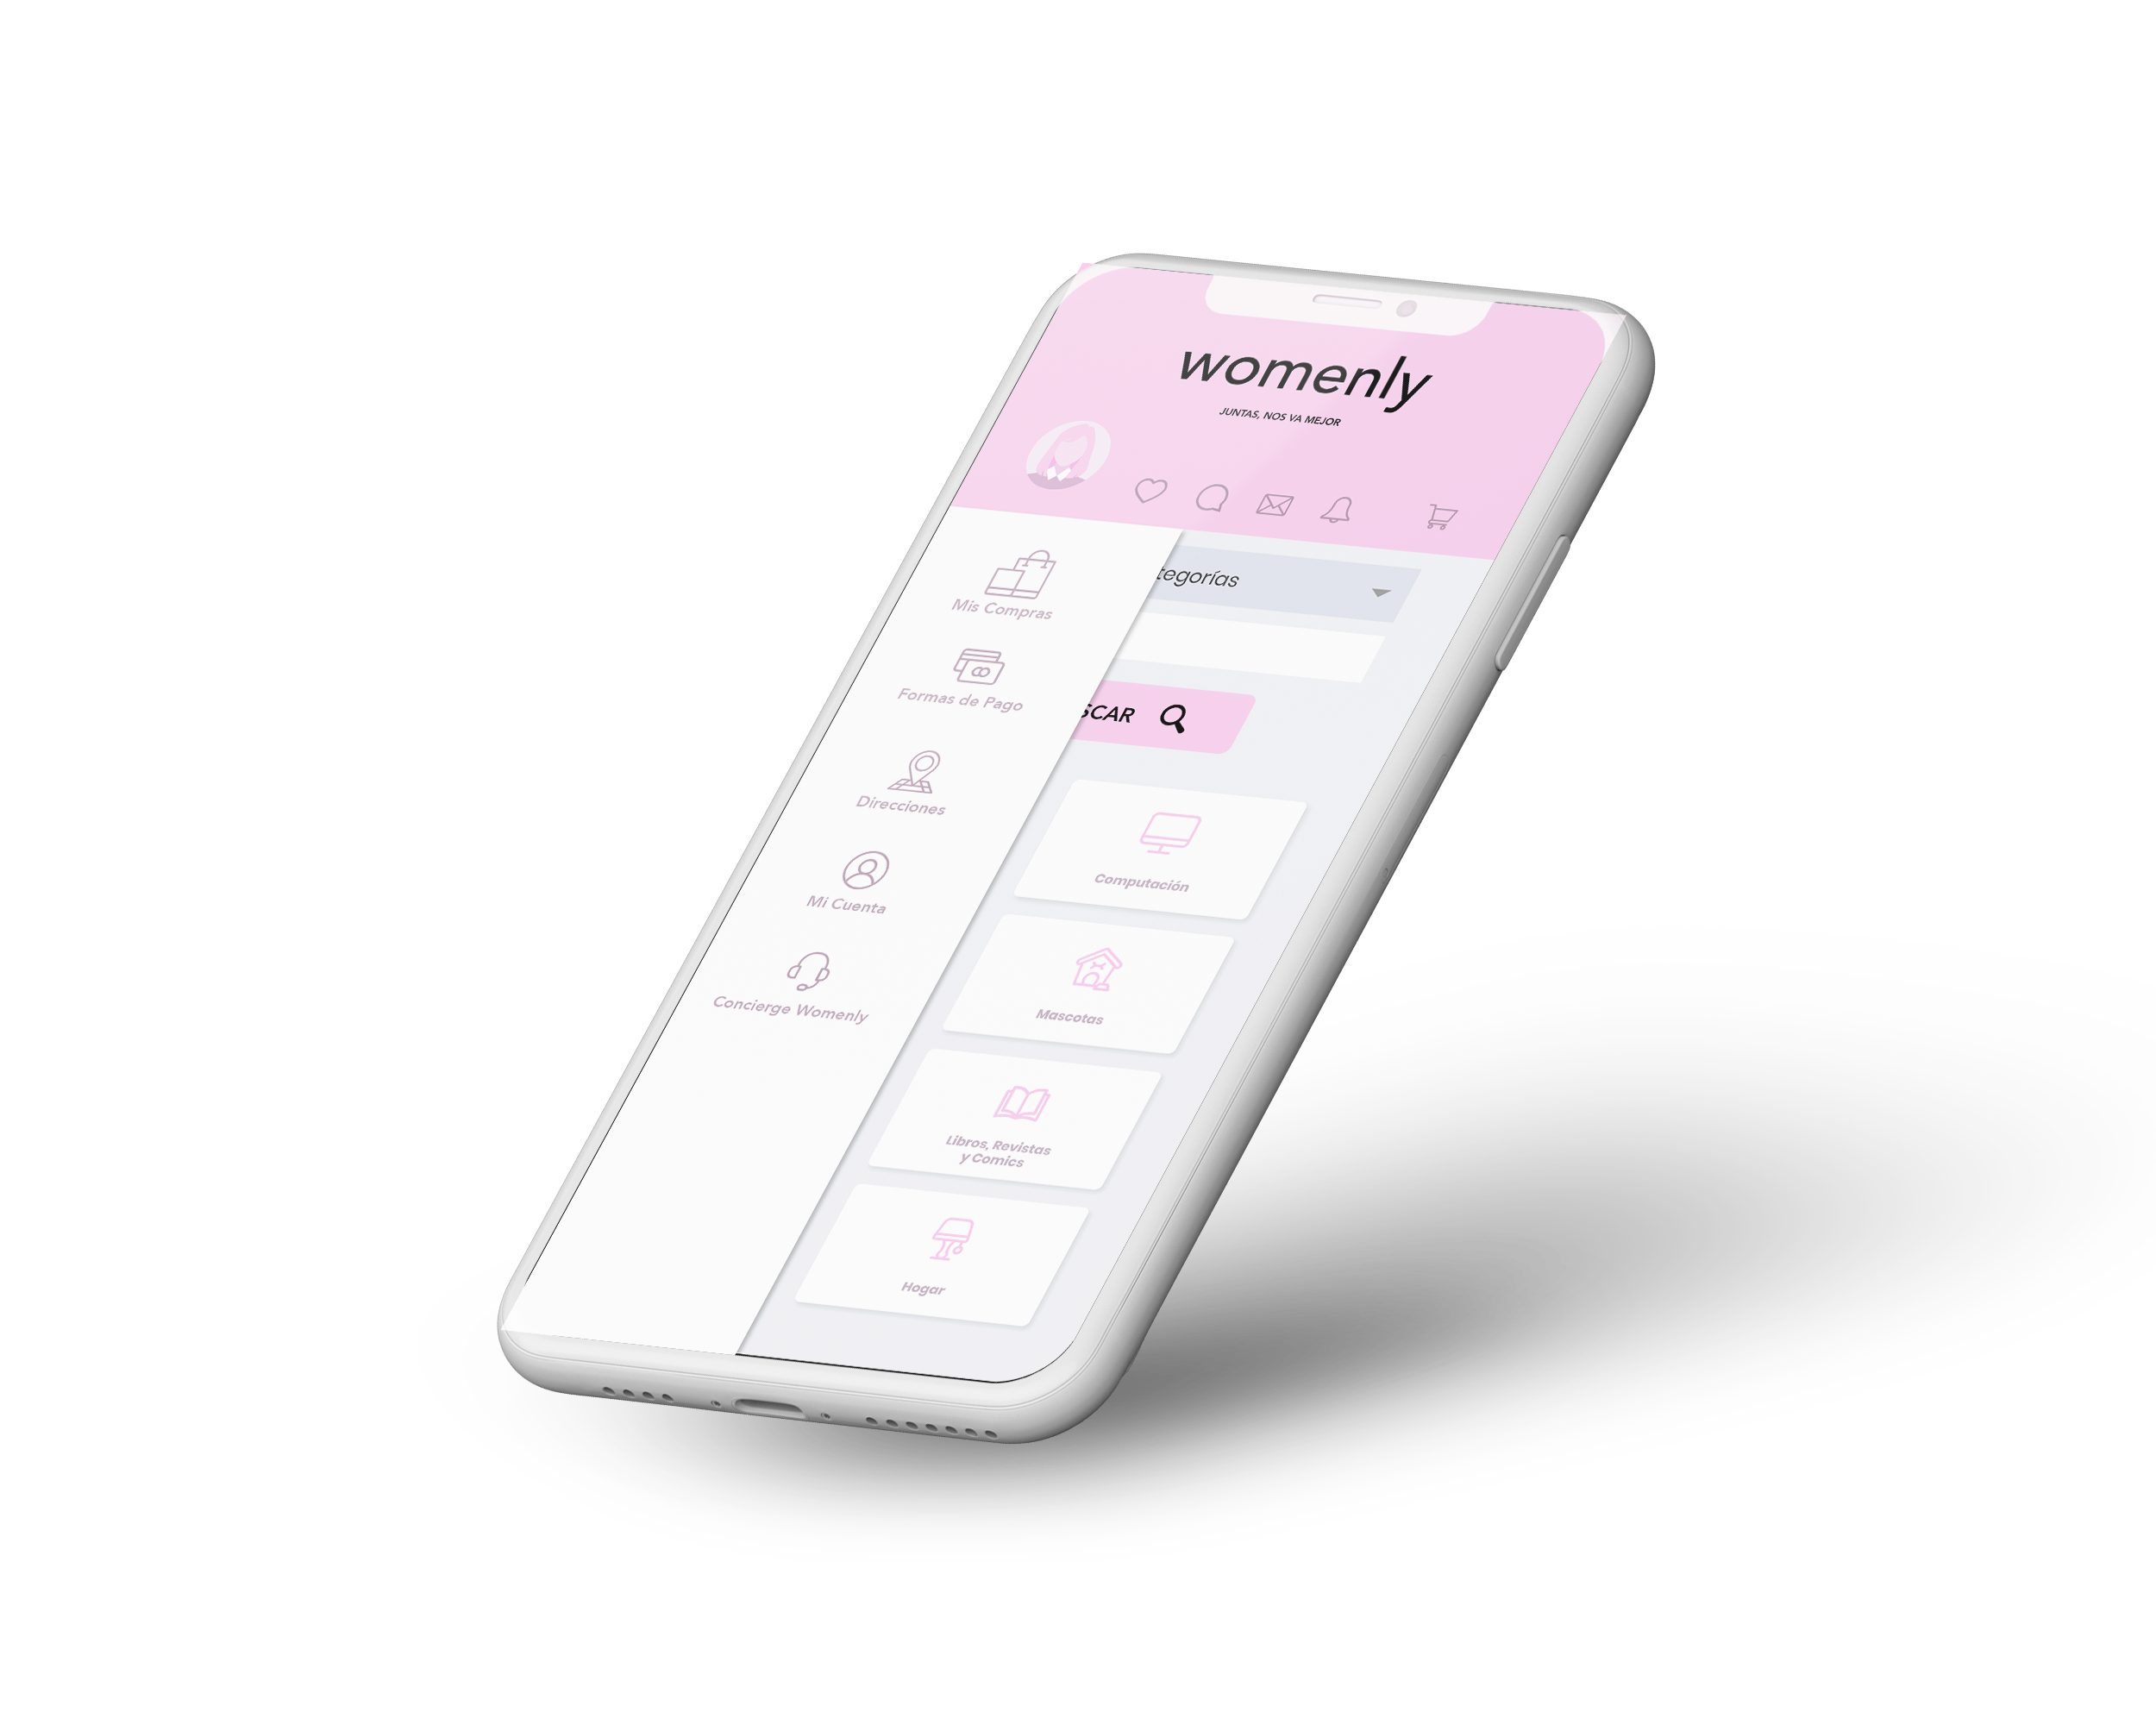 womenly
JUNTAS, NOS VA MEJOR
Mis Compras
Formas de Pago
Direcciones
Mi Cuenta
Concierge Womenly
tegorías
SCAR
Computación
Mascotas
Libros, Revistas
y Comics
Hogar